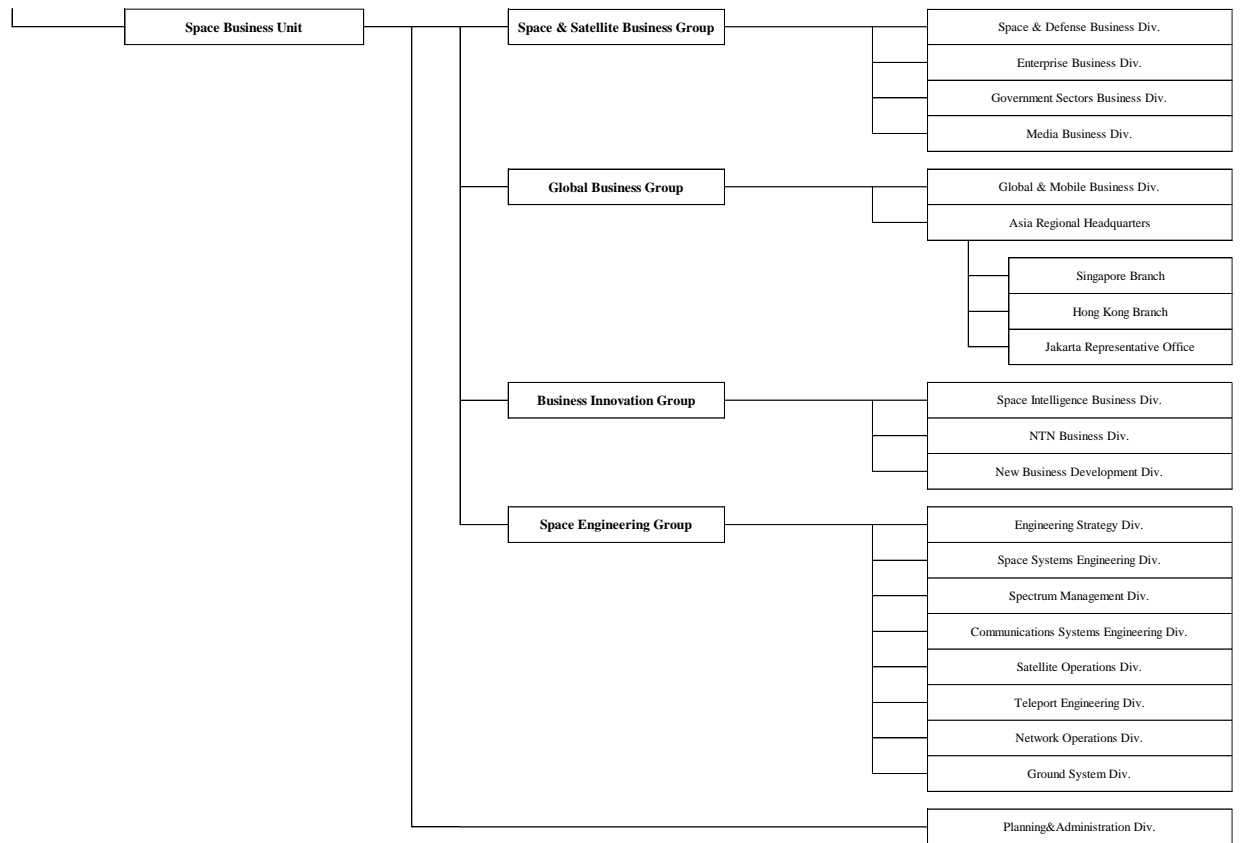 Space Business Unit
Space & Satellite Business Group
Space & Defense Business Div.
Enterprise Business Div.
Government Sectors Business Div.
Media Business Div.
Global Business Group
Global & Mobile Business Div.
Asia Regional Headquarters
Singapore Branch
Hong Kong Branch
Jakarta Representative Office
Business Innovation Group
Space Intelligence Business Div.
NTN Business Div.
New Business Development Div.
Space Engineering Group
Engineering Strategy Div.
Space Systems Engineering Div.
Spectrum Management Div.
Communications Systems Engineering Div.
Satellite Operations Div.
Teleport Engineering Div.
Network Operations Div.
Ground System Div.
Planning&Administration Div.